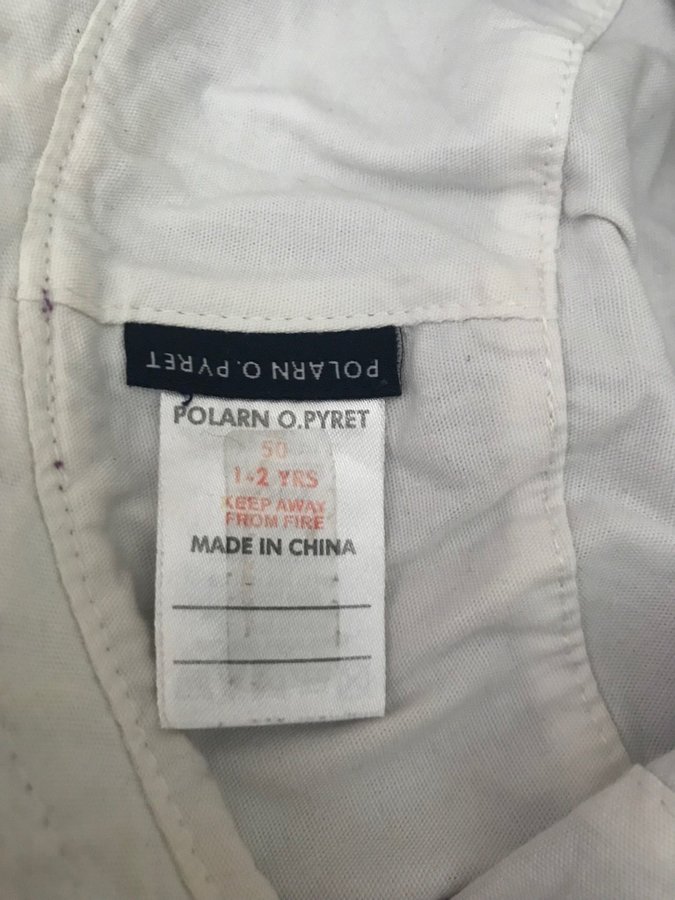 POLARN O.PYRET
POLARN O.PYRET
50
1-2 YRS
KEEP AWAY
FROM FIRE
MADE IN CHINA